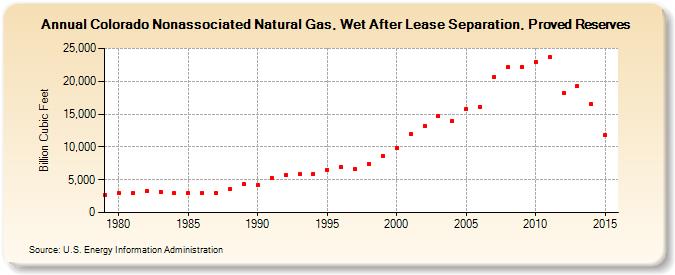 Annual Colorado Nonassociated Natural Gas, Wet After Lease Separation, Proved Reserves
Billion Cubic Feet
25,000
20,000
15,000
10,000
5,000
0
1980 1985 1990 1995 2000 2005 2010 2015
Source: U.S. Energy Information Administration